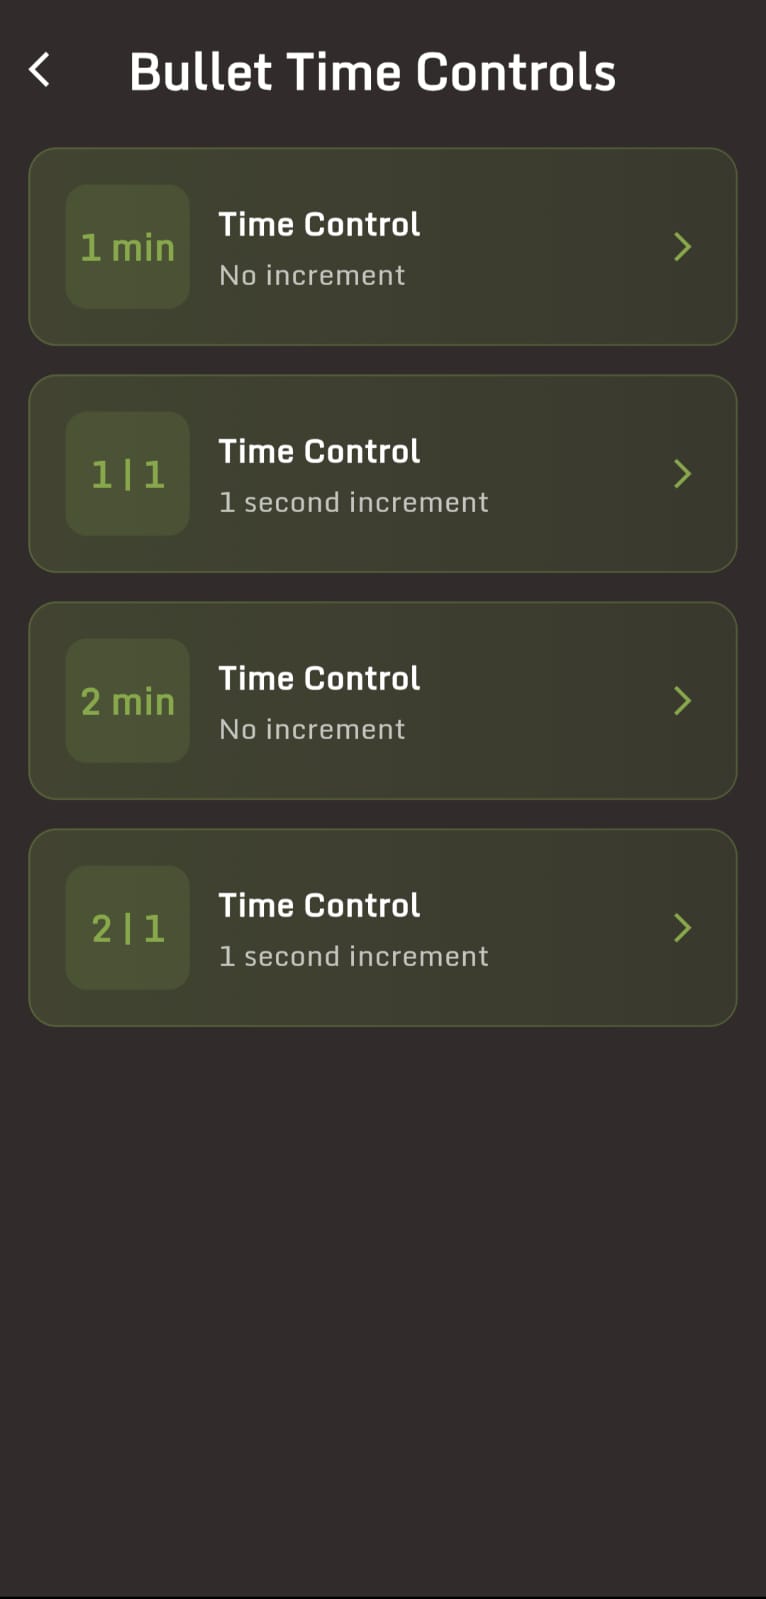 Bullet Time Controls
1 min
Time Control
No increment
1 | 1
Time Control
1 second increment
2 min
Time Control
No increment
2 | 1
Time Control
1 second increment